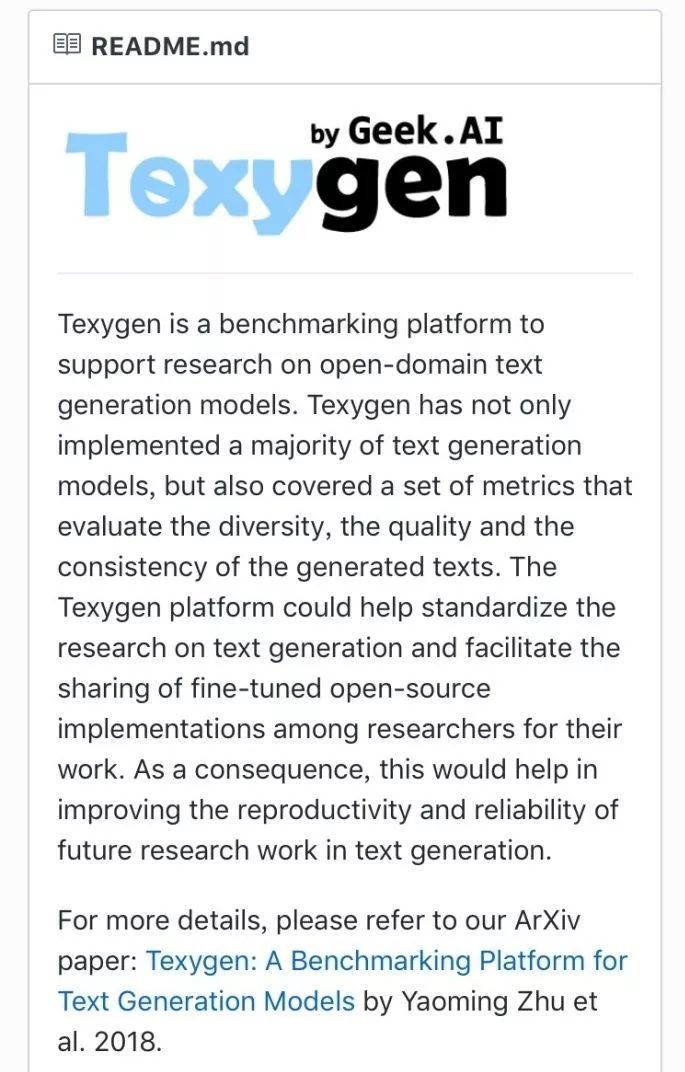 README.md
by Geek.AI
Texygen
Texygen is a benchmarking platform to
support research on open-domain text
generation models. Texygen has not only
implemented a majority of text generation
models, but also covered a set of metrics that
evaluate the diversity, the quality and the
consistency of the generated texts. The
Texygen platform could help standardize the
research on text generation and facilitate the
sharing of fine-tuned open-source
implementations among researchers for their
work. As a consequence, this would help in
improving the reproductivity and reliability of
future research work in text generation.
For more details, please refer to our ArXiv
paper: Texygen: A Benchmarking Platform for
Text Generation Models by Yaoming Zhu et
al. 2018.